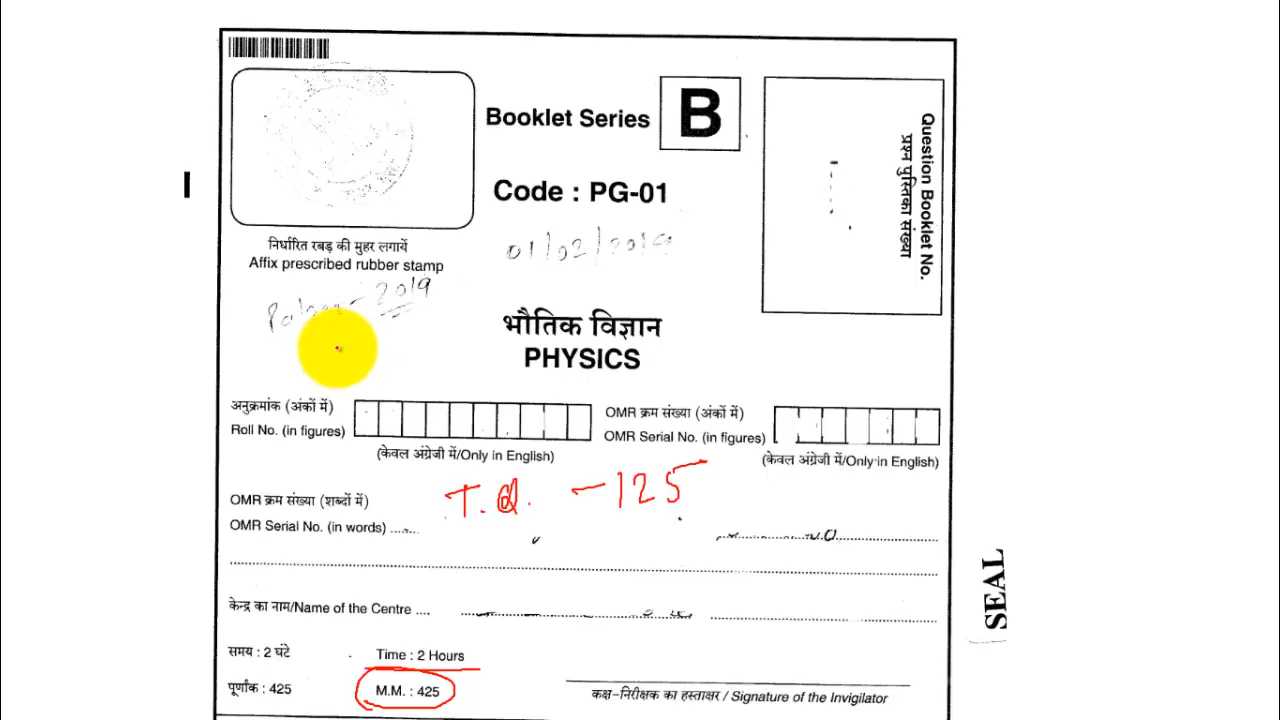 Booklet Series B
Code : PG-01
01/02/2019
Question Booklet No.
प्रश्न पुस्तिका संख्या
निर्धारित रबड़ की मुहर लगायें
Affix prescribed rubber stamp
- 2019
भौतिक विज्ञान
PHYSICS
अनुक्रमांक (अंकों में)
Roll No. (in figures)
(केवल अंग्रेजी में/Only in English)
OMR क्रम संख्या (अंकों में)
OMR Serial No. (in figures)
(केवल अंग्रेजी में/Only in English)
T.Q. - 125
OMR क्रम संख्या (शब्दों में)
OMR Serial No. (in words)
केन्द्र का नाम/Name of the Centre
समय : 2 घंटे Time : 2 Hours
पूर्णांक : 425 M.M. : 425
कक्ष-निरीक्षक का हस्ताक्षर / Signature of the Invigilator
SEAL